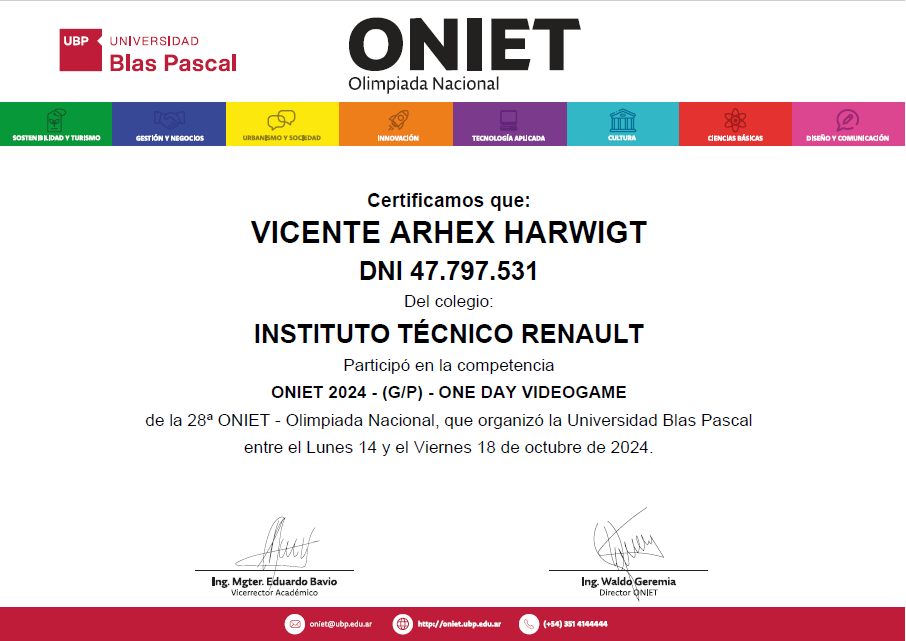 UBP
UNIVERSIDAD
Blas Pascal
ONIET
Olimpiada Nacional
SOSTENIBILIDAD Y TURISMO
GESTIÓN Y NEGOCIOS
URBANISMO Y SOCIEDAD
INNOVACIÓN
TECNOLOGÍA APLICADA
CULTURA
CIENCIAS BÁSICAS
DISEÑO Y COMUNICACIÓN
Certificamos que:
VICENTE ARHEX HARWIGT
DNI 47.797.531
Del colegio:
INSTITUTO TÉCNICO RENAULT
Participó en la competencia
ONIET 2024 - (G/P) - ONE DAY VIDEOGAME
de la 28ª ONIET - Olimpiada Nacional, que organizó la Universidad Blas Pascal
entre el Lunes 14 y el Viernes 18 de octubre de 2024.
Ing. Mgter. Eduardo Bavio
Vicerrector Académico
Ing. Waldo Geremia
Director ONIET
oniet@ubp.edu.ar
http://oniet.ubp.edu.ar
(+54) 351 4144444